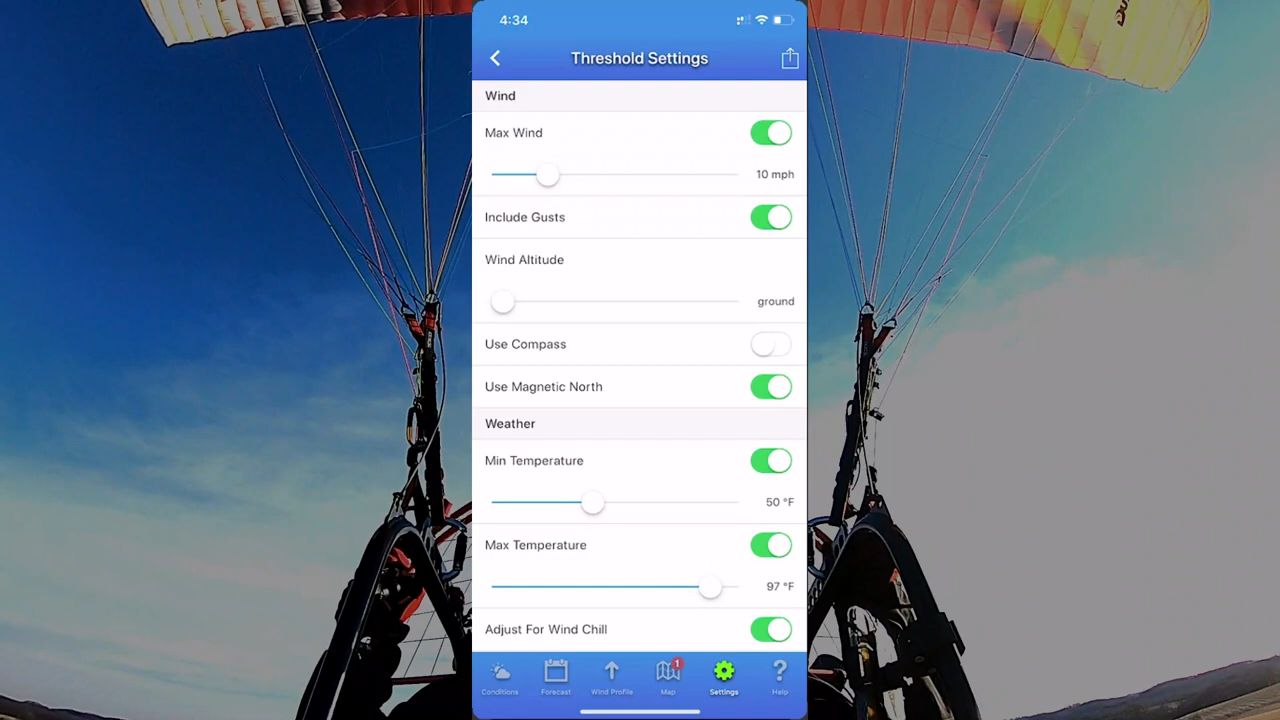 4:34
Threshold Settings
Wind
Max Wind
10 mph
Include Gusts
Wind Altitude
ground
Use Compass
Use Magnetic North
Weather
Min Temperature
50 °F
Max Temperature
97 °F
Adjust For Wind Chill
1
Conditions Forecast Wind Profile Map Settings Help